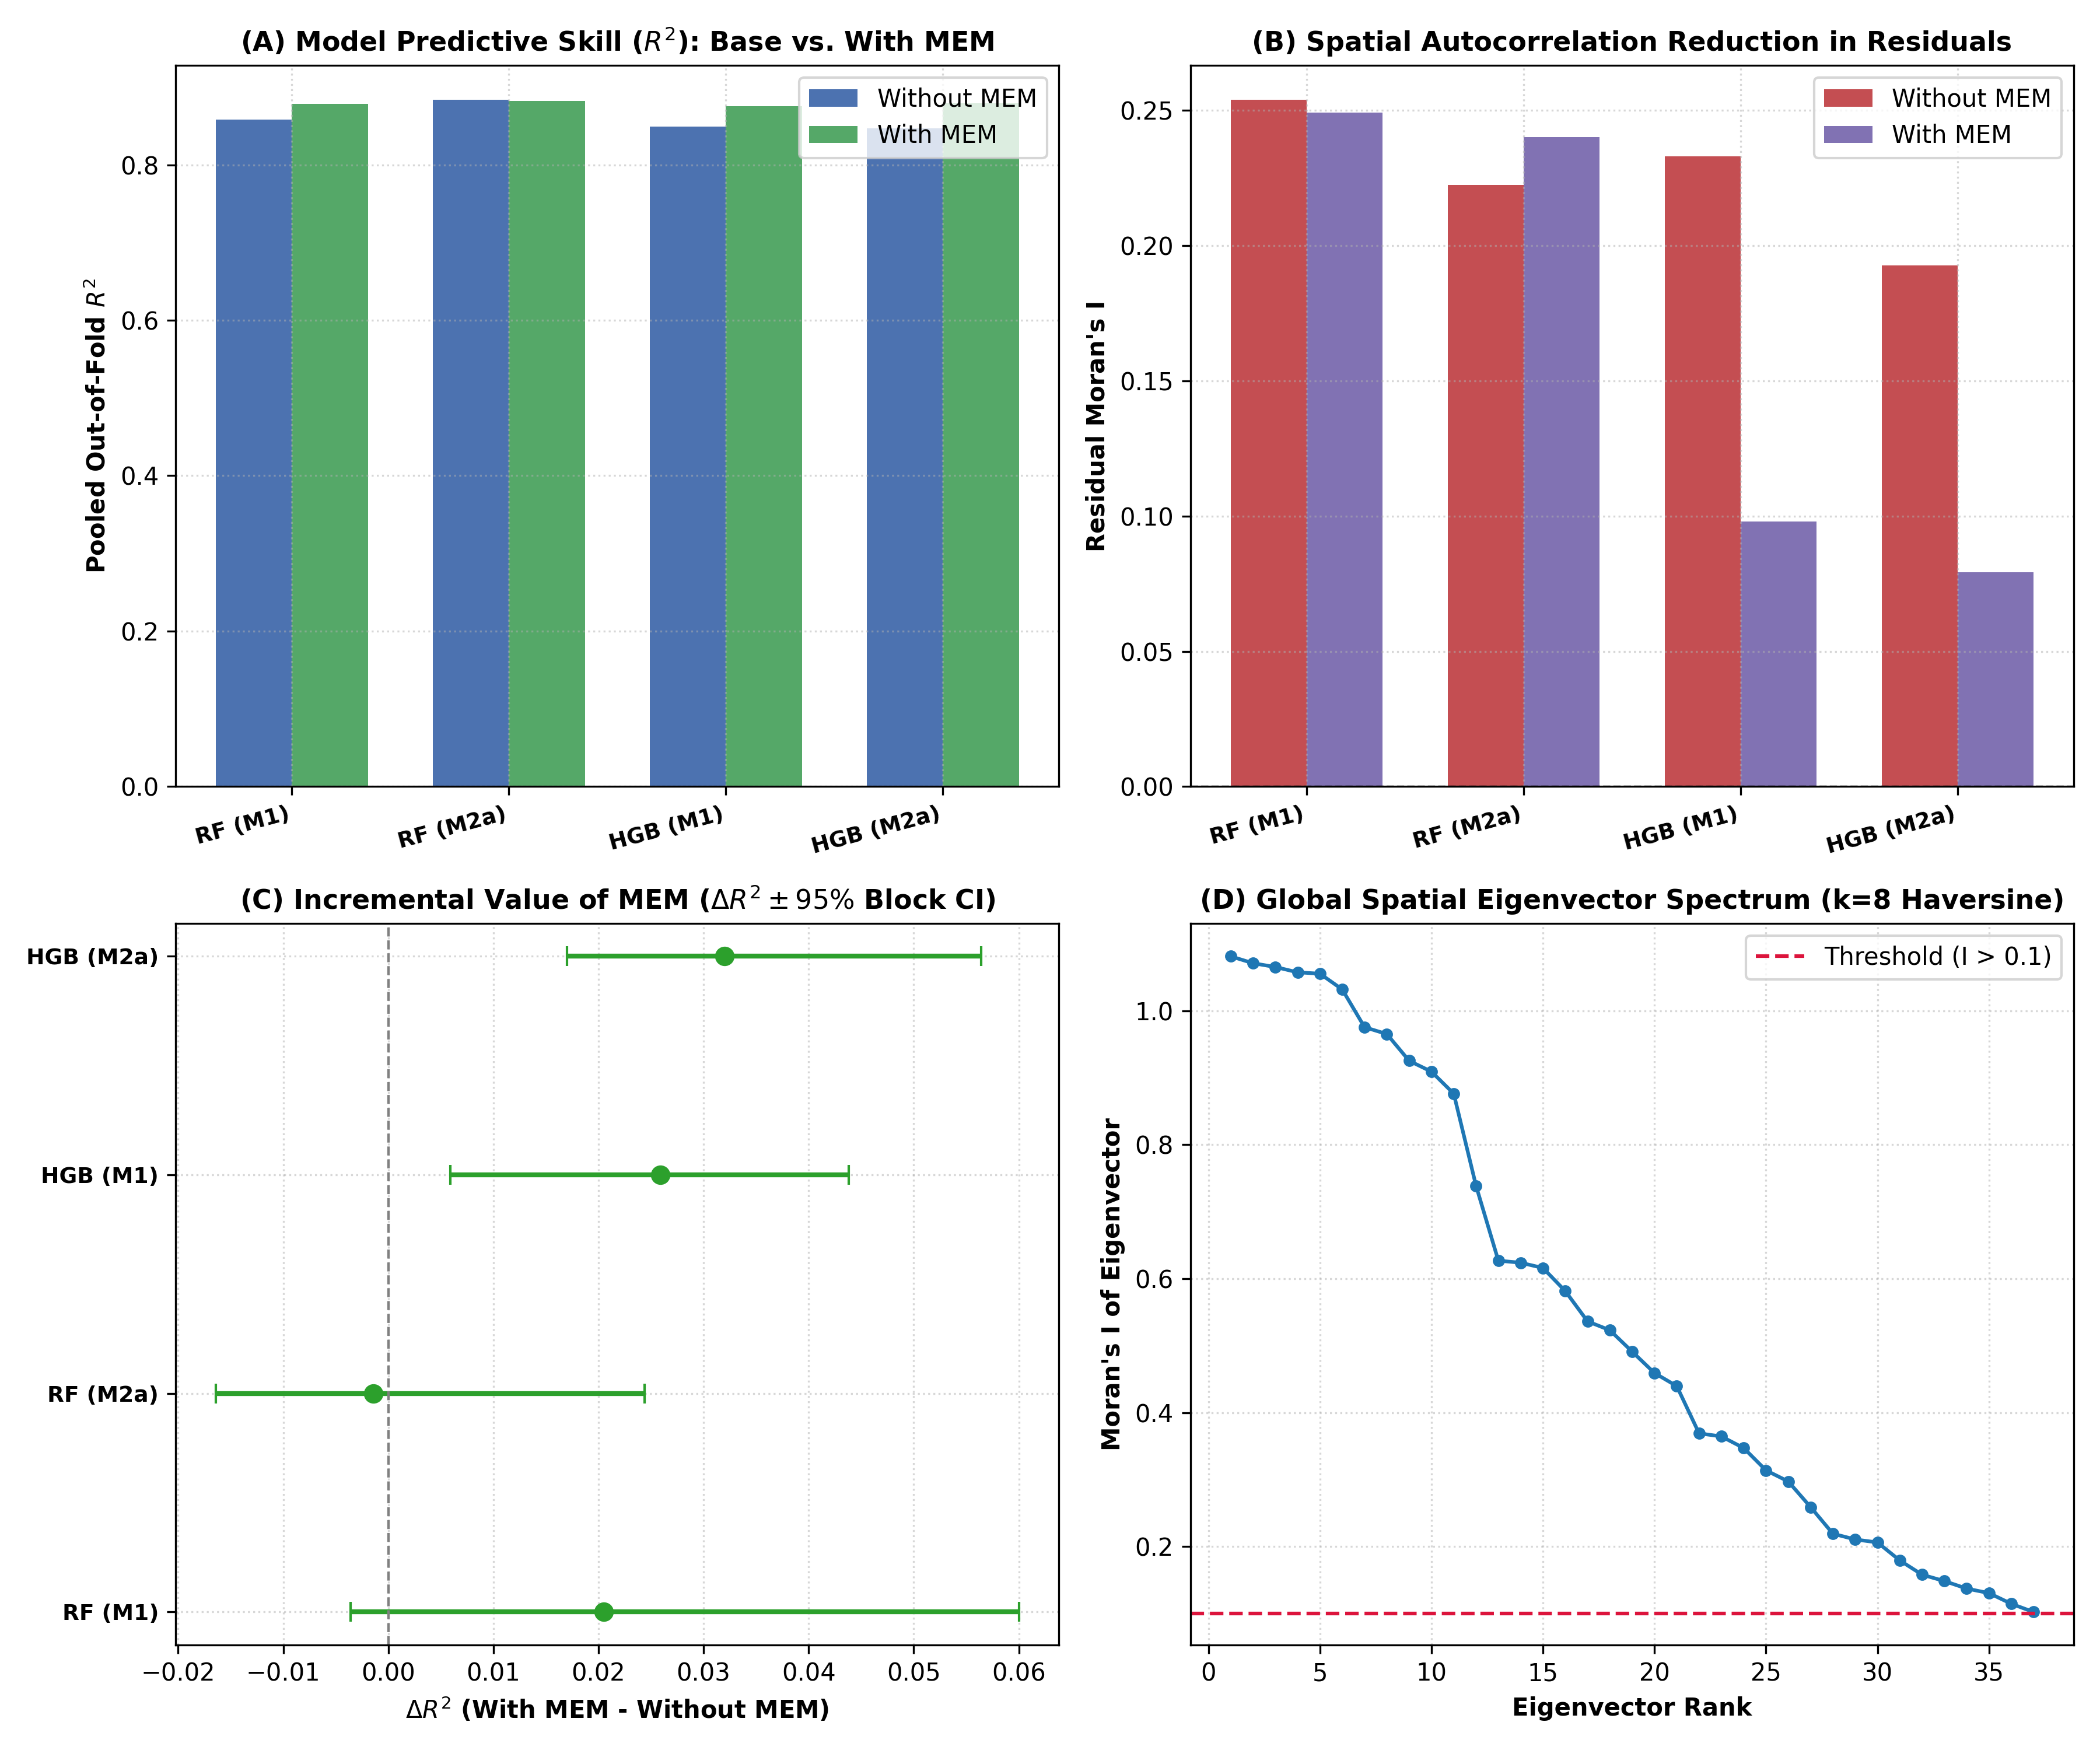 (A) Model Predictive Skill (R²): Base vs. With MEM
Without MEM
With MEM
Pooled Out-of-Fold R²
0.8
0.6
0.4
0.2
0.0
RF (M1)
RF (M2a)
HGB (M1)
HGB (M2a)
(B) Spatial Autocorrelation Reduction in Residuals
Without MEM
With MEM
Residual Moran's I
0.25
0.20
0.15
0.10
0.05
0.00
RF (M1)
RF (M2a)
HGB (M1)
HGB (M2a)
(C) Incremental Value of MEM (ΔR² ± 95% Block CI)
HGB (M2a)
HGB (M1)
RF (M2a)
RF (M1)
−0.02 −0.01 0.00 0.01 0.02 0.03 0.04 0.05 0.06
ΔR² (With MEM - Without MEM)
(D) Global Spatial Eigenvector Spectrum (k=8 Haversine)
Threshold (I > 0.1)
Moran's I of Eigenvector
1.0
0.8
0.6
0.4
0.2
0 5 10 15 20 25 30 35
Eigenvector Rank